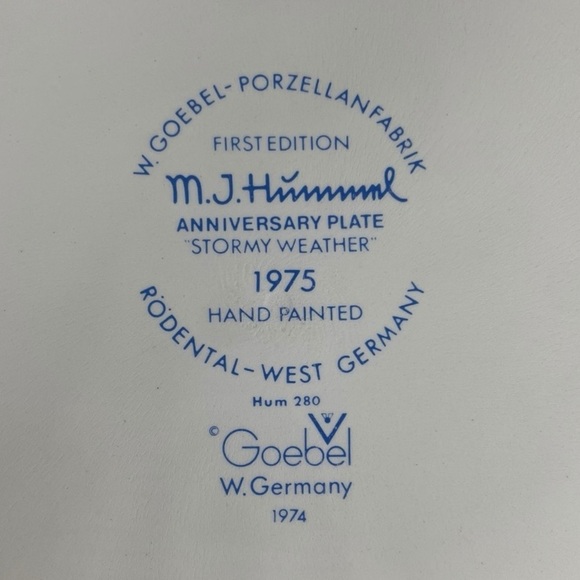 W. GOEBEL-PORZELLANFABRIK
FIRST EDITION
M.J.Hummel
ANNIVERSARY PLATE
"STORMY WEATHER"
1975
HAND PAINTED
RÖDENTAL-WEST GERMANY
Hum 280
© Goebel
W.Germany
1974